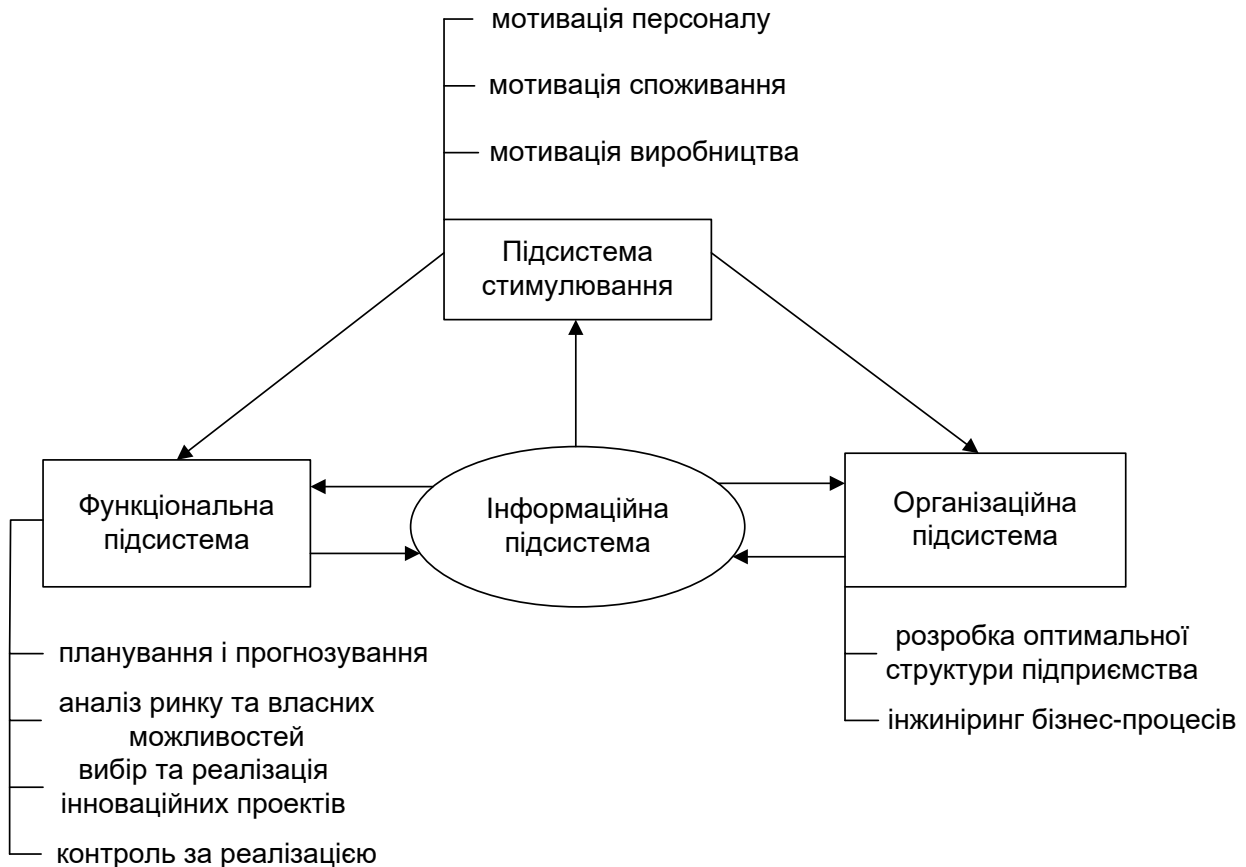 мотивація персоналу
мотивація споживання
мотивація виробництва
Підсистема
стимулювання
Функціональна
підсистема
Інформаційна
підсистема
Організаційна
підсистема
планування і прогнозування
аналіз ринку та власних
можливостей
вибір та реалізація
інноваційних проектів
контроль за реалізацією
розробка оптимальної
структури підприємства
інжиніринг бізнес-процесів